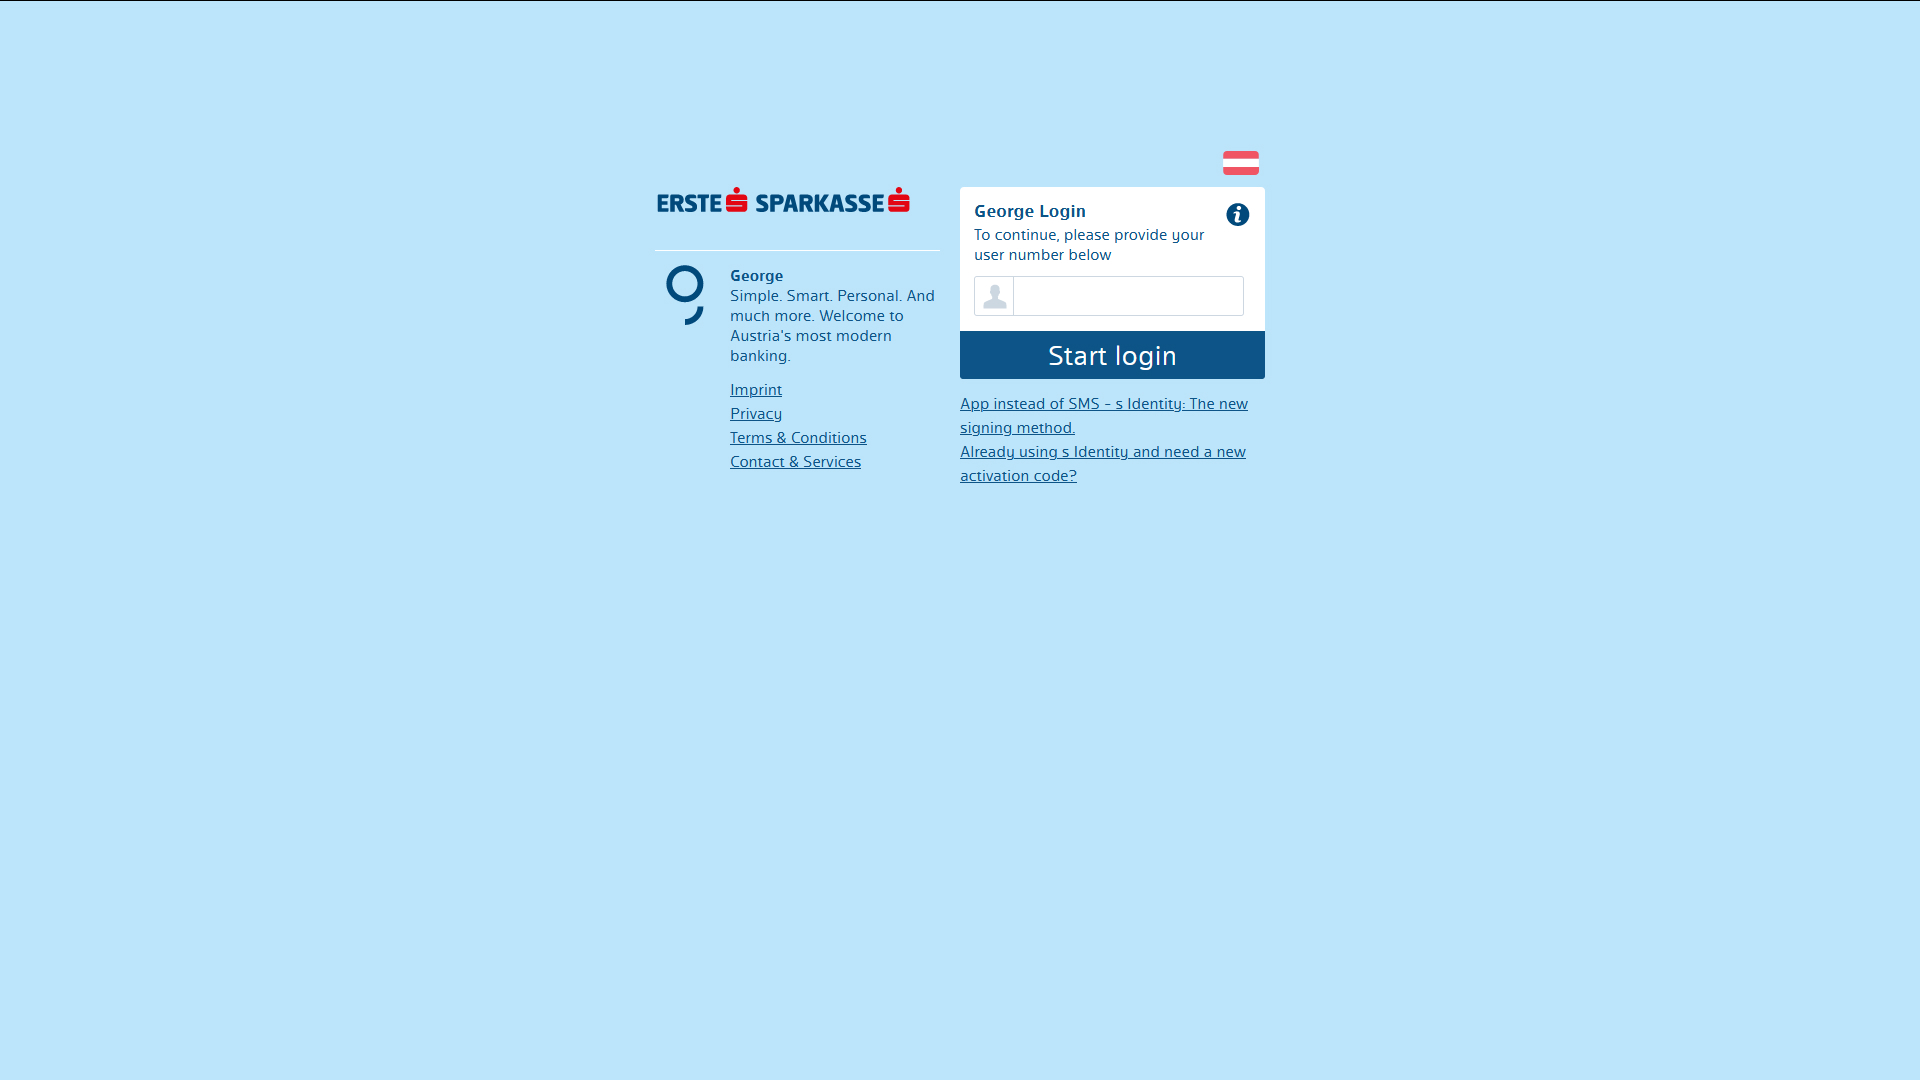 ERSTE SPARKASSE
George
Simple. Smart. Personal. And
much more. Welcome to
Austria's most modern
banking.
Imprint
Privacy
Terms & Conditions
Contact & Services
George Login
To continue, please provide your
user number below
Start login
App instead of SMS - s Identity: The new
signing method.
Already using s Identity and need a new
activation code?